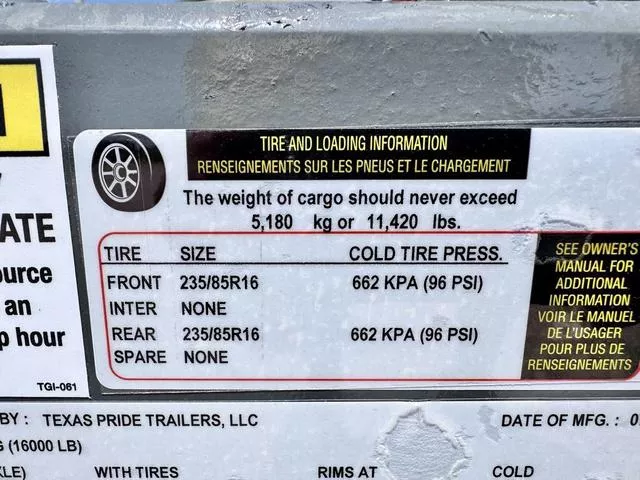 ATE
TIRE AND LOADING INFORMATION
RENSEIGNEMENTS SUR LES PNEUS ET LE CHARGEMENT
The weight of cargo should never exceed
5,180 kg or 11,420 lbs.
TIRE SIZE COLD TIRE PRESS.
FRONT 235/85R16 662 KPA (96 PSI)
INTER NONE
REAR 235/85R16 662 KPA (96 PSI)
SPARE NONE
SEE OWNER'S
MANUAL FOR
ADDITIONAL
INFORMATION
VOIR LE MANUEL
DE L'USAGER
POUR PLUS DE
RENSEIGNEMENTS
ource
an
p hour
TGI-061
BY : TEXAS PRIDE TRAILERS, LLC DATE OF MFG. : 0
G (16000 LB)
KLE) WITH TIRES RIMS AT COLD